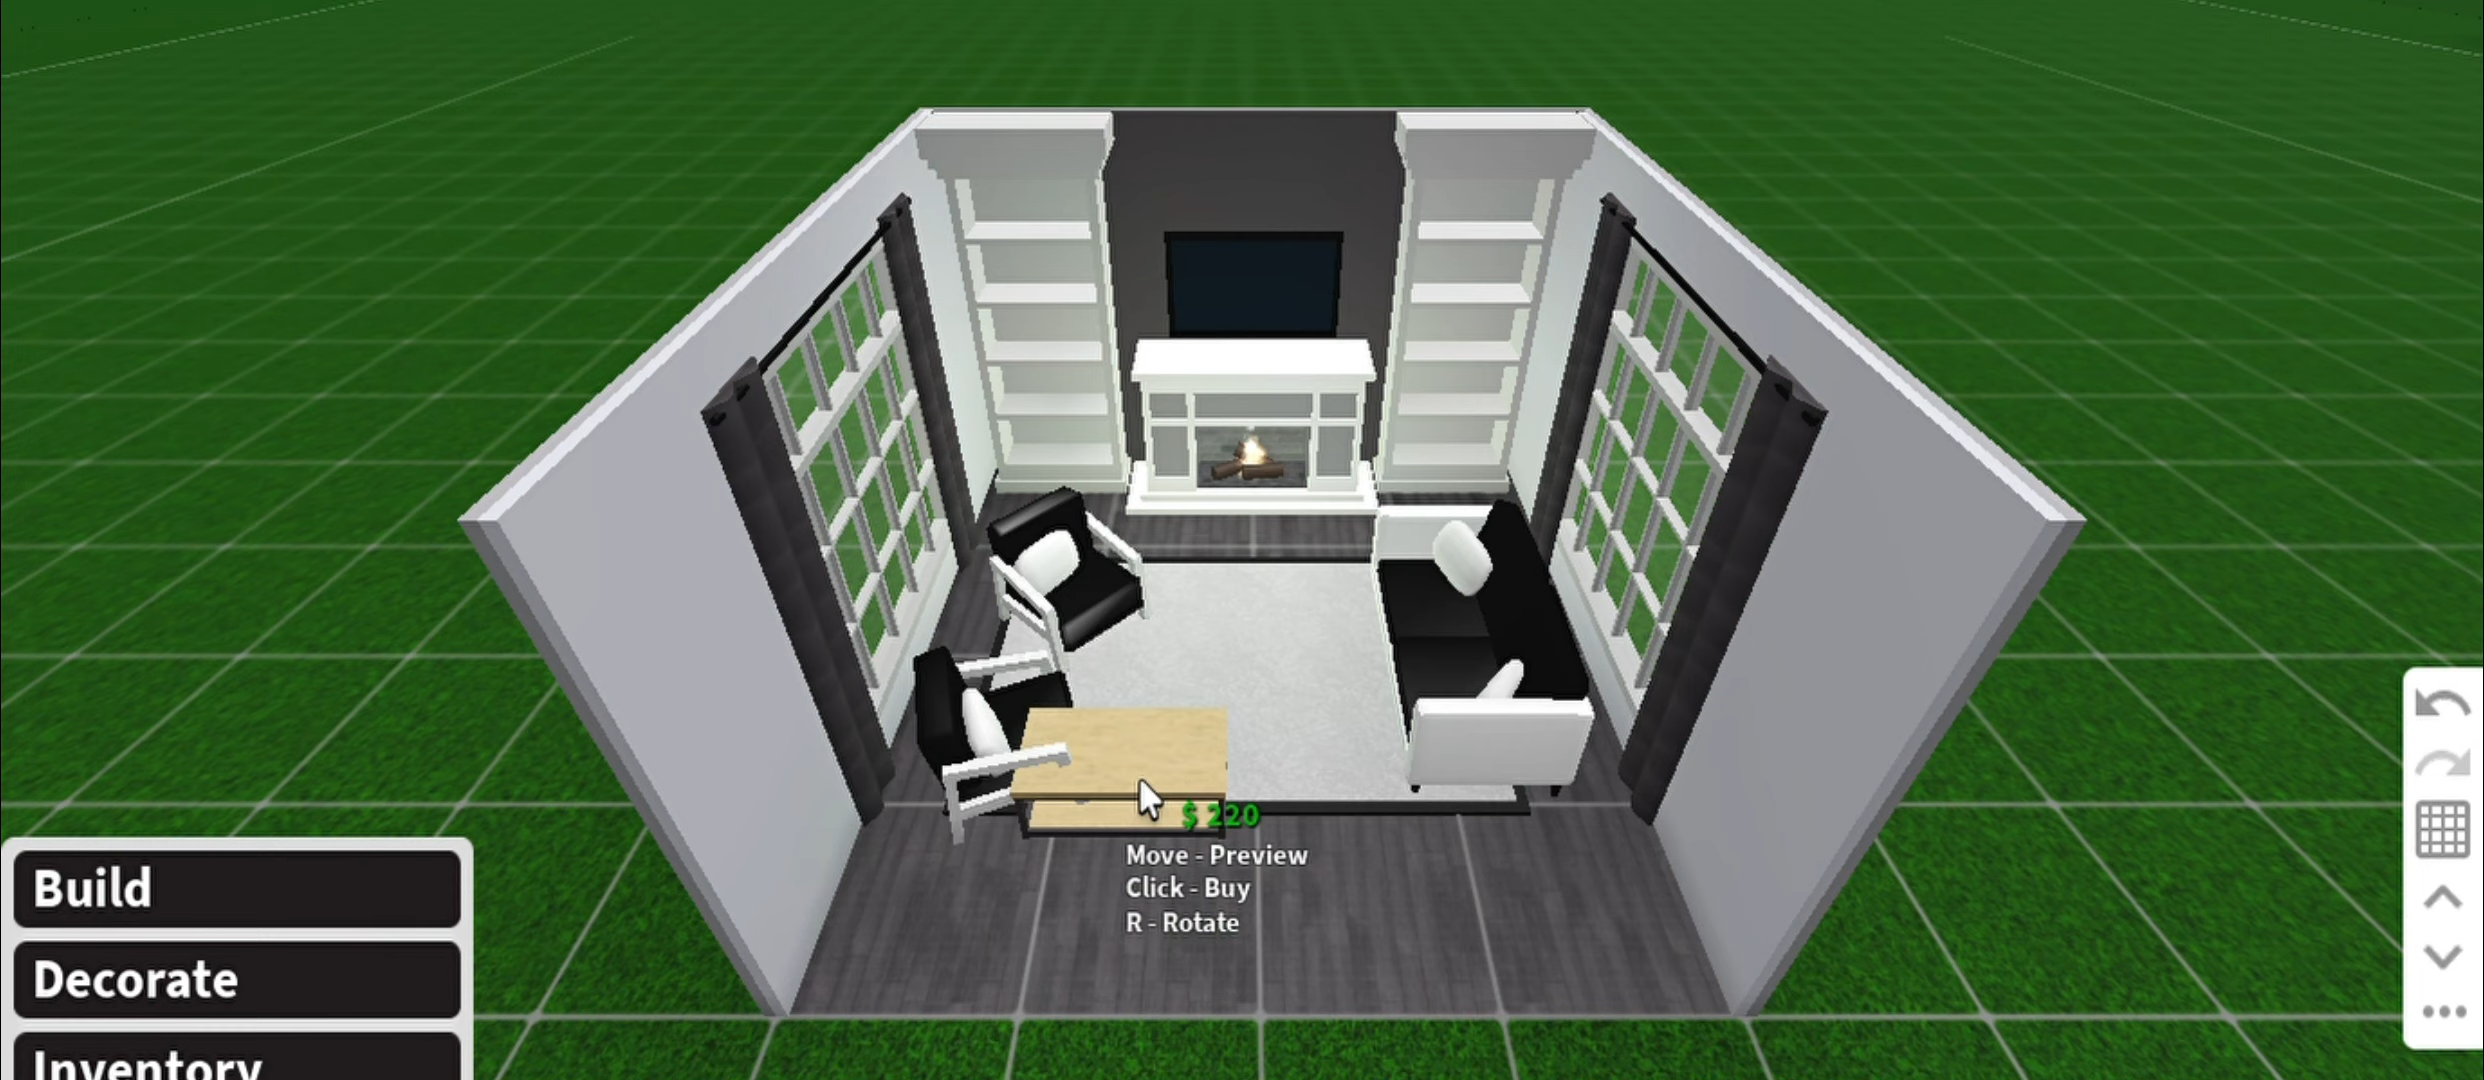 $ 220
Move - Preview
Click - Buy
R - Rotate
Build
Decorate
Inventory